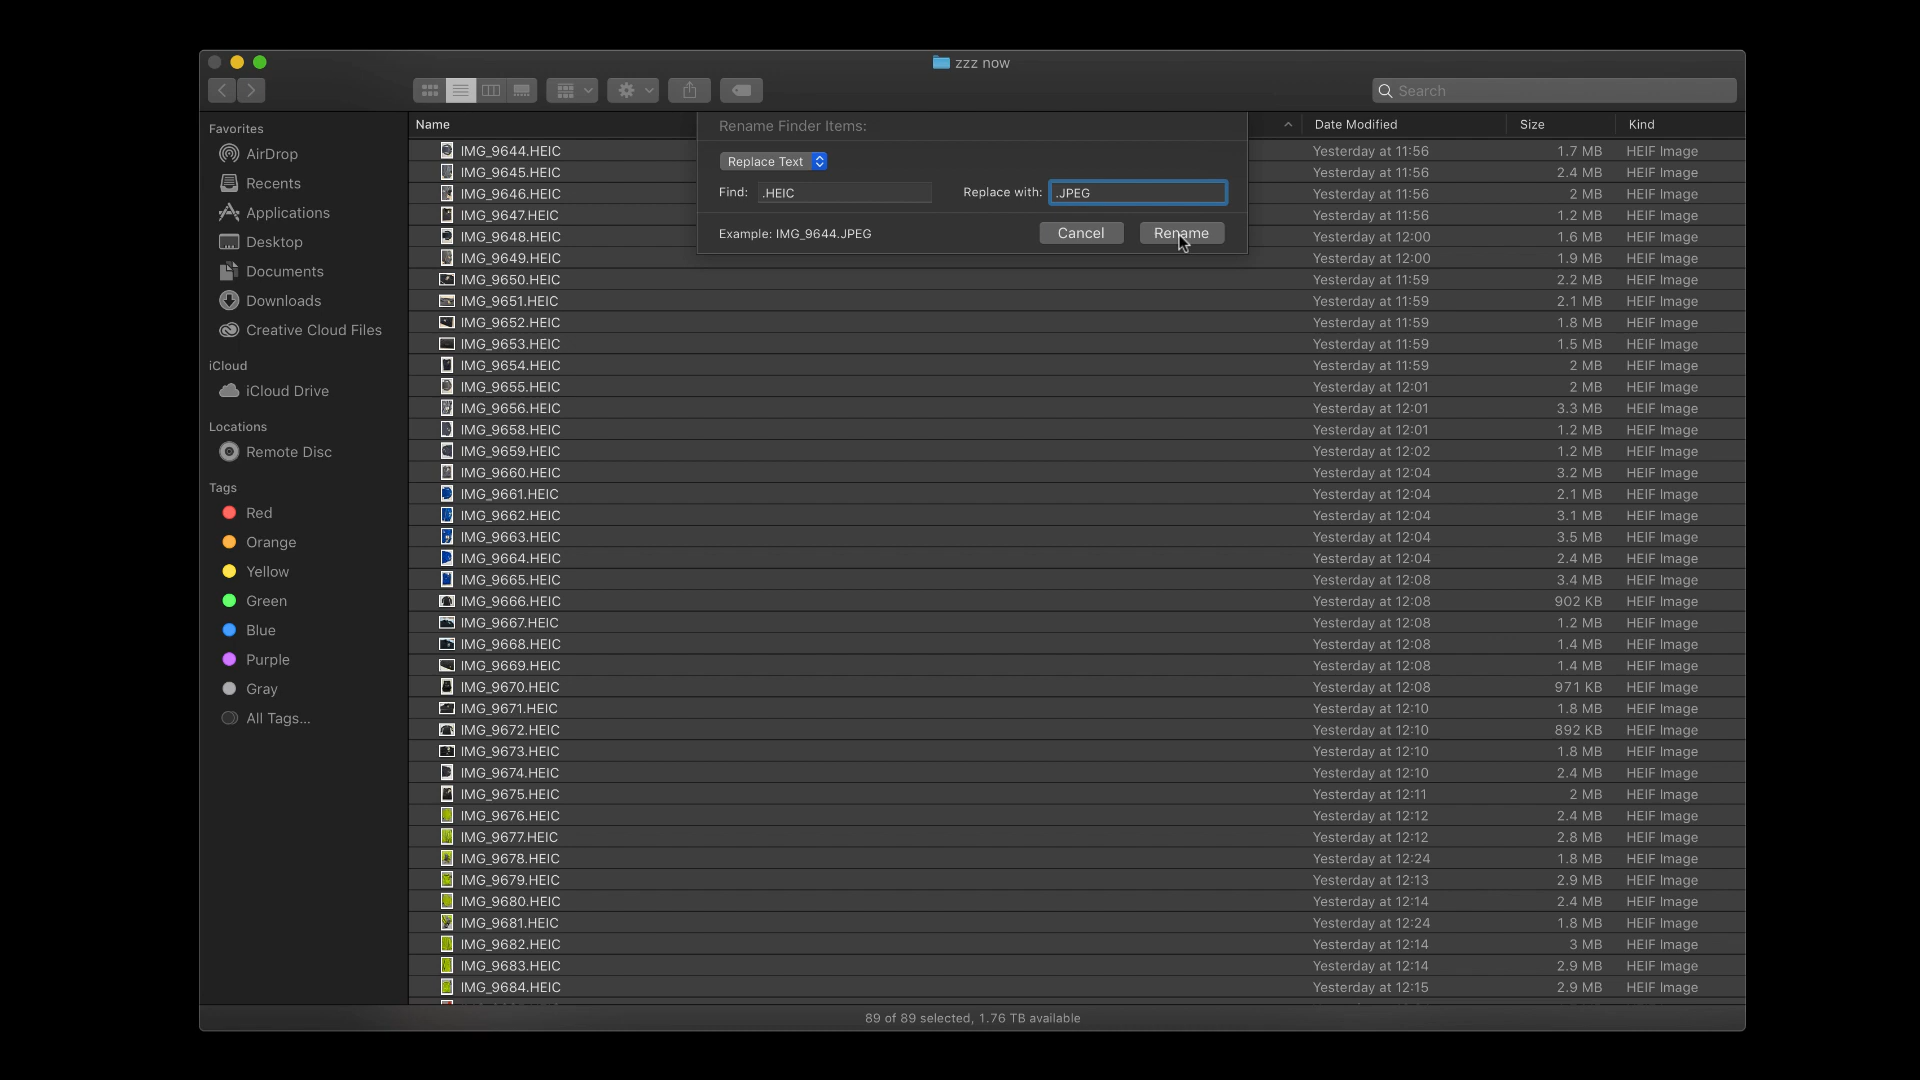 zzz now
Search
Favorites
AirDrop
Recents
Applications
Desktop
Documents
Downloads
Creative Cloud Files
iCloud
iCloud Drive
Locations
Remote Disc
Tags
Red
Orange
Yellow
Green
Blue
Purple
Gray
All Tags...
Rename Finder Items:
Replace Text
Find: .HEIC Replace with: .JPEG
Example: IMG_9644.JPEG Cancel Rename
Name Date Modified Size Kind
IMG_9644.HEIC Yesterday at 11:56 1.7 MB HEIF Image
IMG_9645.HEIC Yesterday at 11:56 2.4 MB HEIF Image
IMG_9646.HEIC Yesterday at 11:56 2 MB HEIF Image
IMG_9647.HEIC Yesterday at 11:56 1.2 MB HEIF Image
IMG_9648.HEIC Yesterday at 12:00 1.6 MB HEIF Image
IMG_9649.HEIC Yesterday at 12:00 1.9 MB HEIF Image
IMG_9650.HEIC Yesterday at 11:59 2.2 MB HEIF Image
IMG_9651.HEIC Yesterday at 11:59 2.1 MB HEIF Image
IMG_9652.HEIC Yesterday at 11:59 1.8 MB HEIF Image
IMG_9653.HEIC Yesterday at 11:59 1.5 MB HEIF Image
IMG_9654.HEIC Yesterday at 11:59 2 MB HEIF Image
IMG_9655.HEIC Yesterday at 12:01 2 MB HEIF Image
IMG_9656.HEIC Yesterday at 12:01 3.3 MB HEIF Image
IMG_9658.HEIC Yesterday at 12:01 1.2 MB HEIF Image
IMG_9659.HEIC Yesterday at 12:02 1.2 MB HEIF Image
IMG_9660.HEIC Yesterday at 12:04 3.2 MB HEIF Image
IMG_9661.HEIC Yesterday at 12:04 2.1 MB HEIF Image
IMG_9662.HEIC Yesterday at 12:04 3.1 MB HEIF Image
IMG_9663.HEIC Yesterday at 12:04 3.5 MB HEIF Image
IMG_9664.HEIC Yesterday at 12:04 2.4 MB HEIF Image
IMG_9665.HEIC Yesterday at 12:08 3.4 MB HEIF Image
IMG_9666.HEIC Yesterday at 12:08 902 KB HEIF Image
IMG_9667.HEIC Yesterday at 12:08 1.2 MB HEIF Image
IMG_9668.HEIC Yesterday at 12:08 1.4 MB HEIF Image
IMG_9669.HEIC Yesterday at 12:08 1.4 MB HEIF Image
IMG_9670.HEIC Yesterday at 12:08 971 KB HEIF Image
IMG_9671.HEIC Yesterday at 12:10 1.8 MB HEIF Image
IMG_9672.HEIC Yesterday at 12:10 892 KB HEIF Image
IMG_9673.HEIC Yesterday at 12:10 1.8 MB HEIF Image
IMG_9674.HEIC Yesterday at 12:10 2.4 MB HEIF Image
IMG_9675.HEIC Yesterday at 12:11 2 MB HEIF Image
IMG_9676.HEIC Yesterday at 12:12 2.4 MB HEIF Image
IMG_9677.HEIC Yesterday at 12:12 2.8 MB HEIF Image
IMG_9678.HEIC Yesterday at 12:24 1.8 MB HEIF Image
IMG_9679.HEIC Yesterday at 12:13 2.9 MB HEIF Image
IMG_9680.HEIC Yesterday at 12:14 2.4 MB HEIF Image
IMG_9681.HEIC Yesterday at 12:24 1.8 MB HEIF Image
IMG_9682.HEIC Yesterday at 12:14 3 MB HEIF Image
IMG_9683.HEIC Yesterday at 12:14 2.9 MB HEIF Image
IMG_9684.HEIC Yesterday at 12:15 2.9 MB HEIF Image
89 of 89 selected, 1.76 TB available